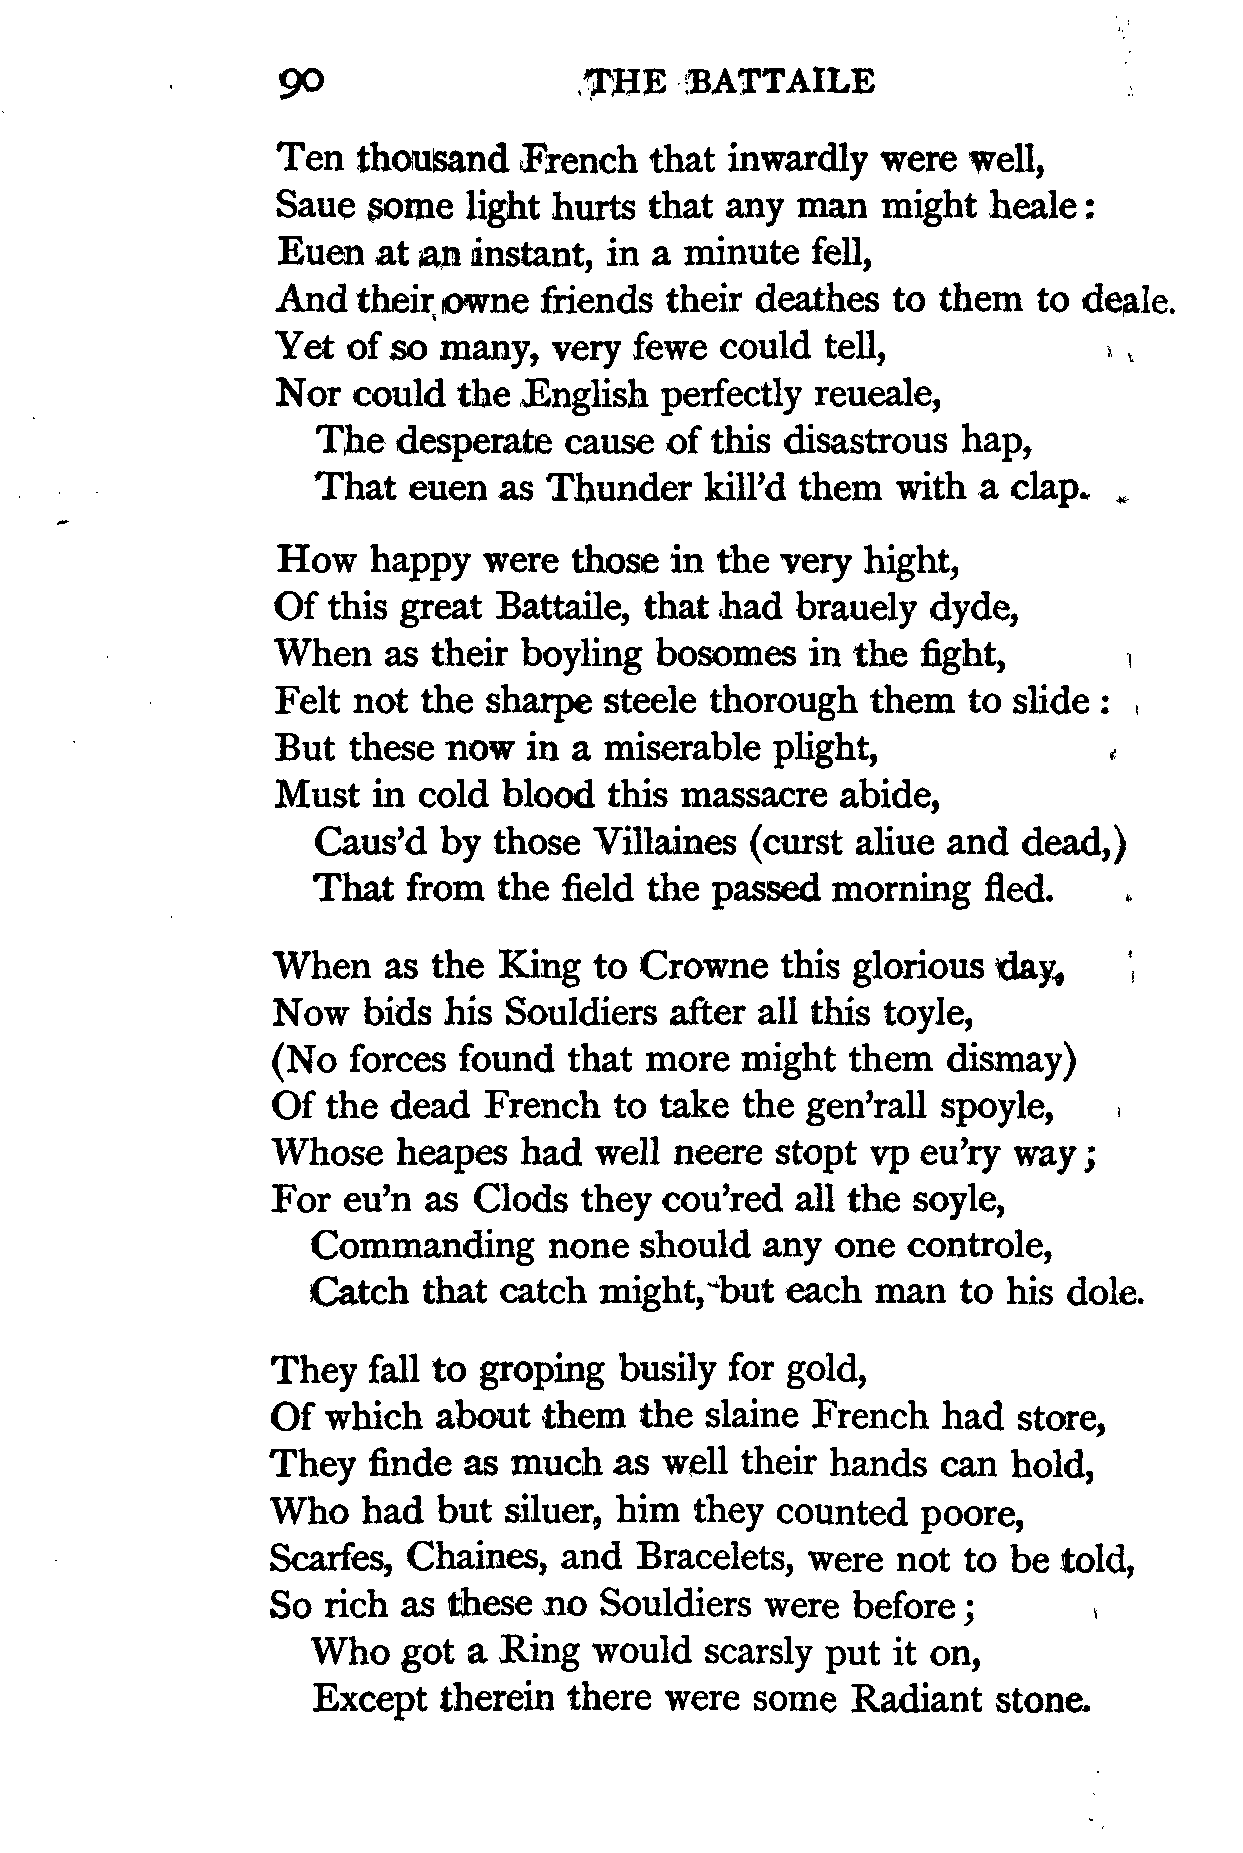 90 THE BATTAILE
Ten thousand French that inwardly were well,
Saue some light hurts that any man might heale :
Euen at an instant, in a minute fell,
And their owne friends their deathes to them to deale.
Yet of so many, very fewe could tell,
Nor could the English perfectly reueale,
The desperate cause of this disastrous hap,
That euen as Thunder kill'd them with a clap.
How happy were those in the very hight,
Of this great Battaile, that had brauely dyde,
When as their boyling bosomes in the fight,
Felt not the sharpe steele thorough them to slide :
But these now in a miserable plight,
Must in cold blood this massacre abide,
Caus'd by those Villaines (curst aliue and dead,)
That from the field the passed morning fled.
When as the King to Crowne this glorious day,
Now bids his Souldiers after all this toyle,
(No forces found that more might them dismay)
Of the dead French to take the gen'rall spoyle,
Whose heapes had well neere stopt vp eu'ry way ;
For eu'n as Clods they cou'red all the soyle,
Commanding none should any one controle,
Catch that catch might, but each man to his dole.
They fall to groping busily for gold,
Of which about them the slaine French had store,
They finde as much as well their hands can hold,
Who had but siluer, him they counted poore,
Scarfes, Chaines, and Bracelets, were not to be told,
So rich as these no Souldiers were before ;
Who got a Ring would scarsly put it on,
Except therein there were some Radiant stone.